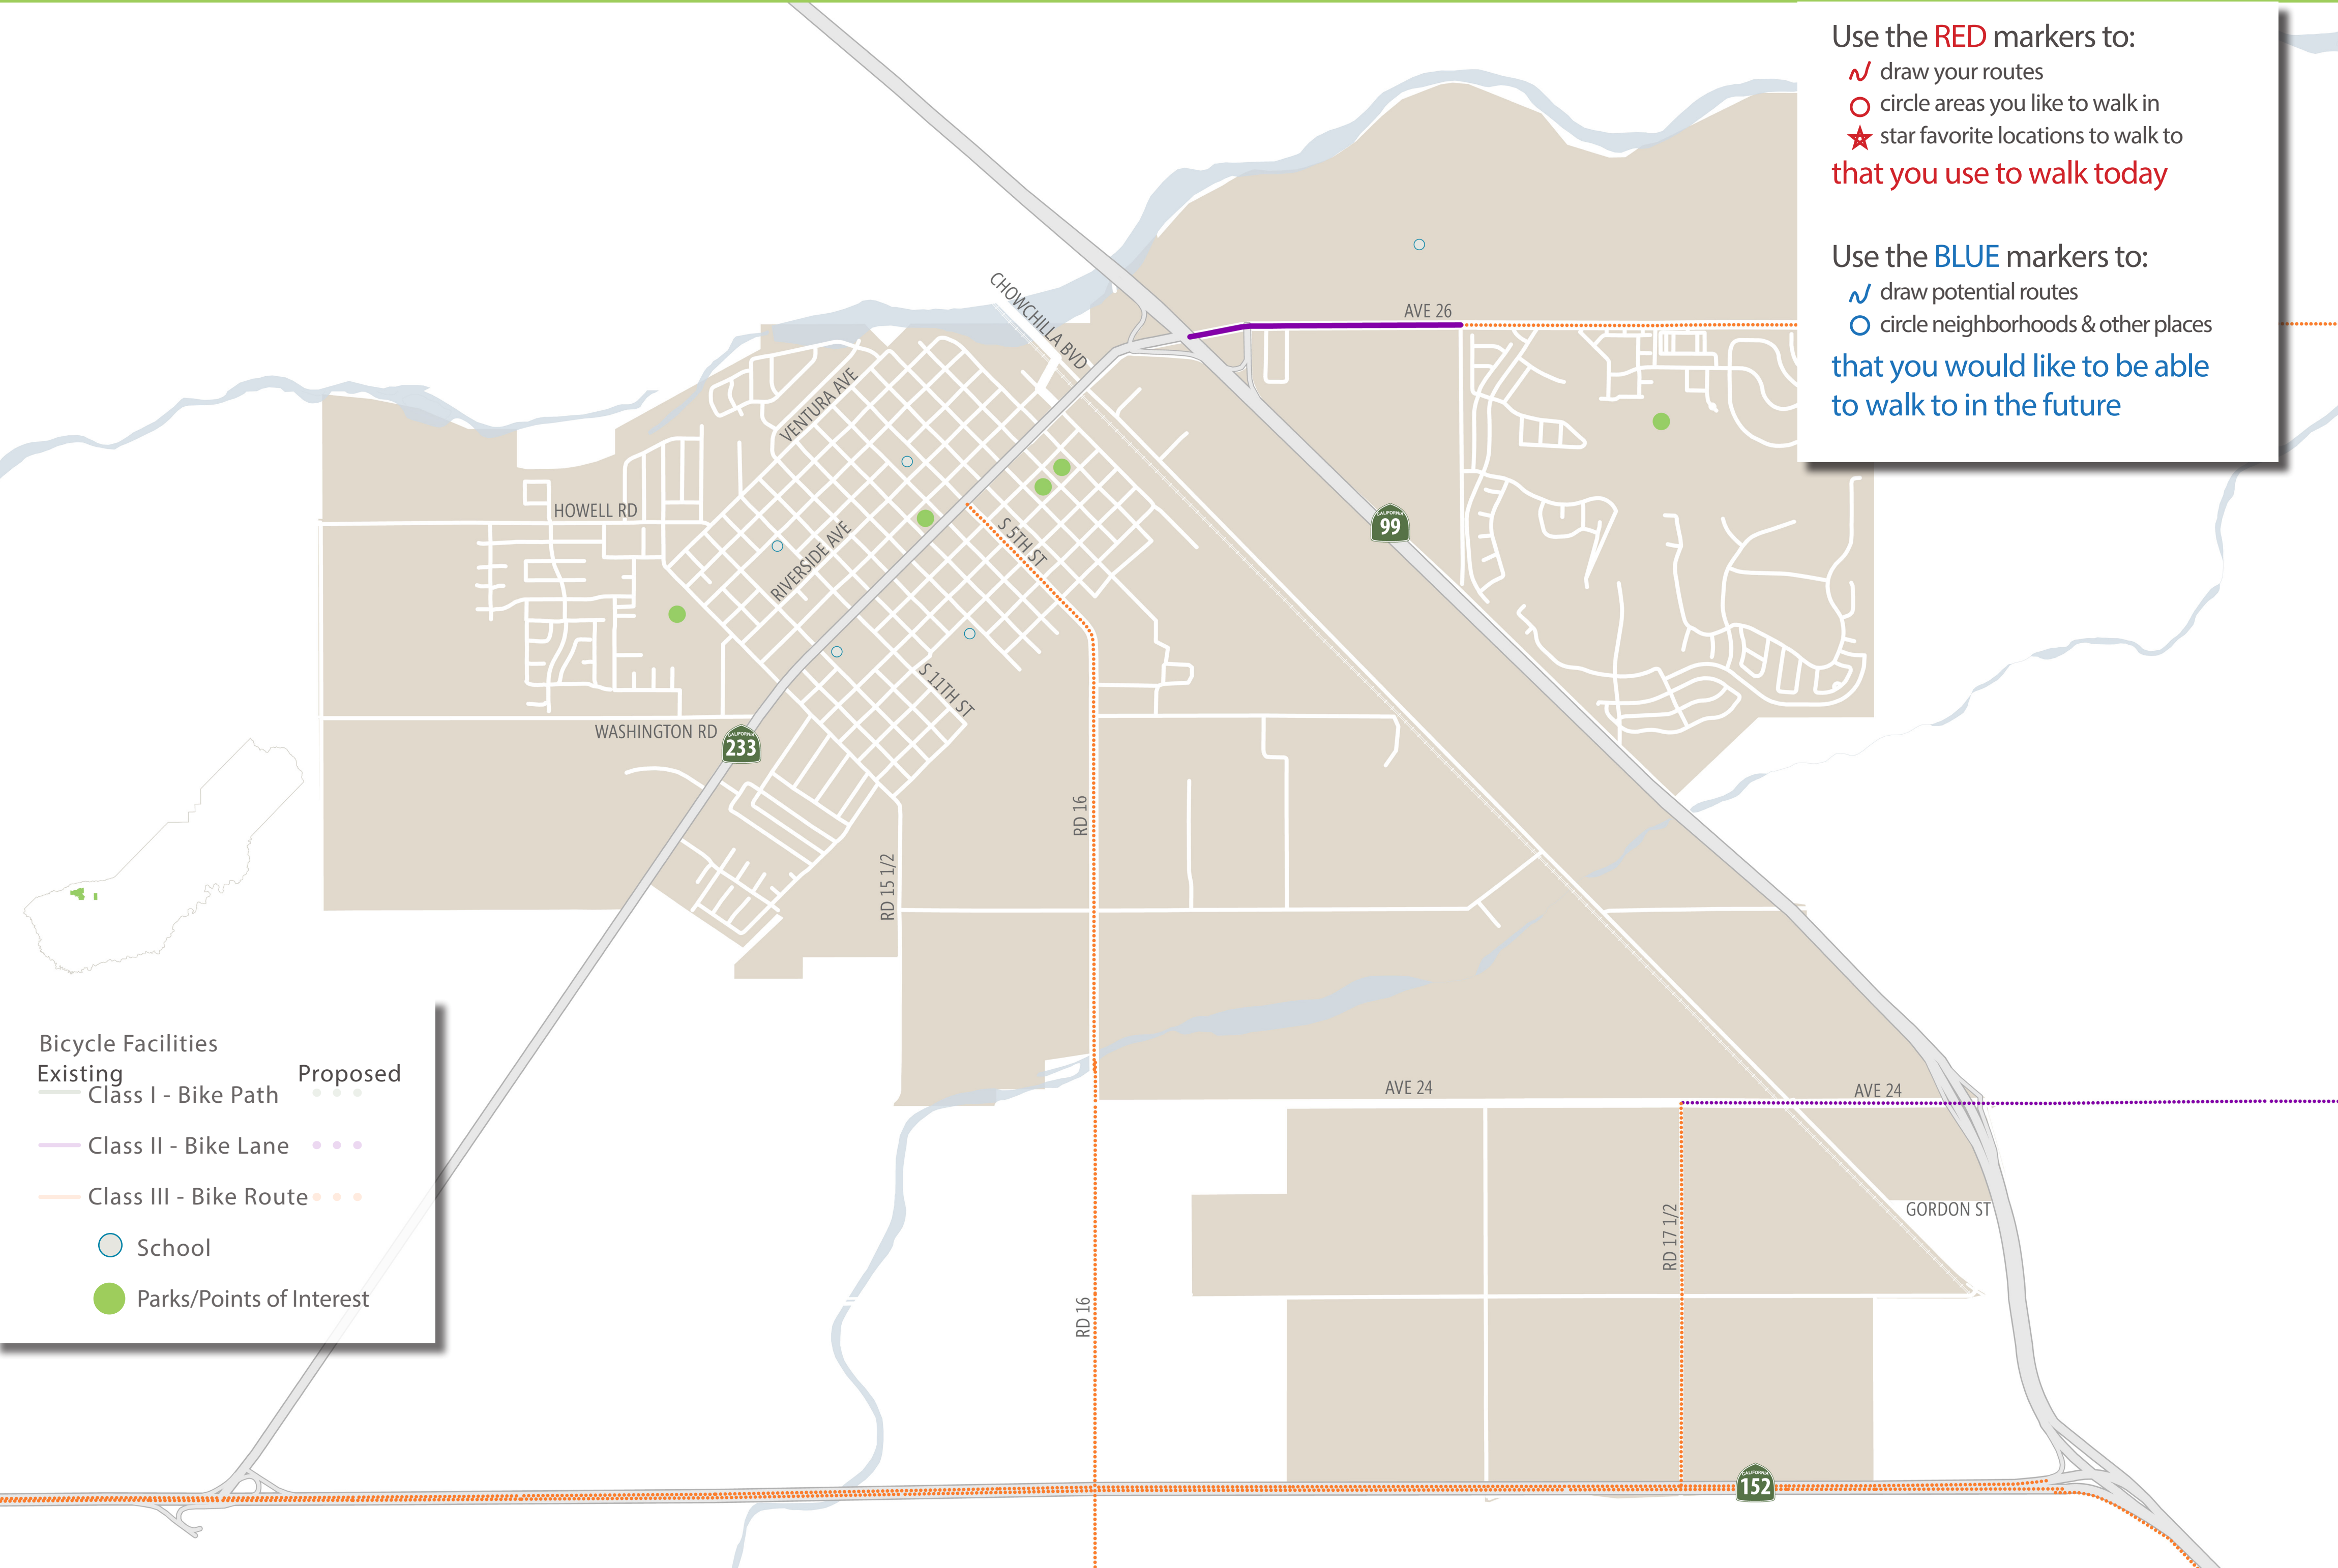 Use the RED markers to:
draw your routes
circle areas you like to walk in
star favorite locations to walk to
that you use to walk today
Use the BLUE markers to:
draw potential routes
circle neighborhoods & other places
that you would like to be able
to walk to in the future
CHOWCHILLA BVD
AVE 26
VENTURA AVE
HOWELL RD
RIVERSIDE AVE
S 5TH ST
CALIFORNIA
99
S 11TH ST
WASHINGTON RD
CALIFORNIA
233
RD 16
RD 15 1/2
AVE 24
AVE 24
GORDON ST
RD 17 1/2
RD 16
CALIFORNIA
152
Bicycle Facilities
Existing Proposed
Class I - Bike Path
Class II - Bike Lane
Class III - Bike Route
School
Parks/Points of Interest